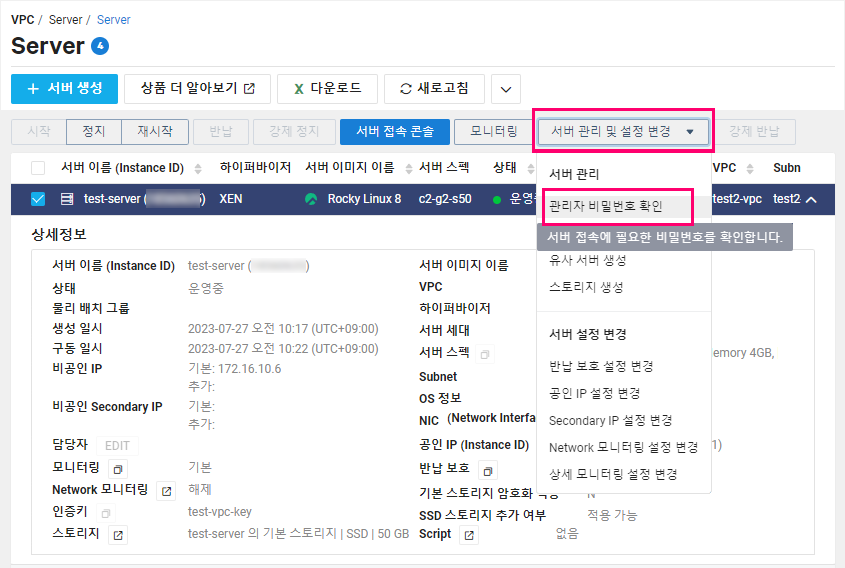 VPC / Server / Server
Server 4
+ 서버 생성 상품 더 알아보기 X 다운로드 새로고침
시작 정지 재시작 반납 강제 정지 서버 접속 콘솔 모니터링 서버 관리 및 설정 변경 강제 반납
서버 이름 (Instance ID) 하이퍼바이저 서버 이미지 이름 서버 스펙 상태 VPC Subn
test-server ( ) XEN Rocky Linux 8 c2-g2-s50 운영중 test2-vpc test2
서버 관리
관리자 비밀번호 확인
서버 접속에 필요한 비밀번호를 확인합니다.
유사 서버 생성
스토리지 생성
서버 설정 변경
반납 보호 설정 변경
공인 IP 설정 변경
Secondary IP 설정 변경
Network 모니터링 설정 변경
상세 모니터링 설정 변경
상세정보
서버 이름 (Instance ID) test-server ( )
상태 운영중
물리 배치 그룹
생성 일시 2023-07-27 오전 10:17 (UTC+09:00)
구동 일시 2023-07-27 오전 10:22 (UTC+09:00)
비공인 IP 기본: 172.16.10.6
추가:
비공인 Secondary IP 기본:
추가:
담당자 EDIT
모니터링 기본
Network 모니터링 해제
인증키 test-vpc-key
스토리지 test-server 의 기본 스토리지 | SSD | 50 GB
서버 이미지 이름
VPC
하이퍼바이저
서버 세대
서버 스펙 emory 4GB,
Subnet
OS 정보
NIC (Network Interfa
공인 IP (Instance ID) 1)
반납 보호
기본 스토리지 암호화 N
SSD 스토리지 추가 여부 적용 가능
Script 없음